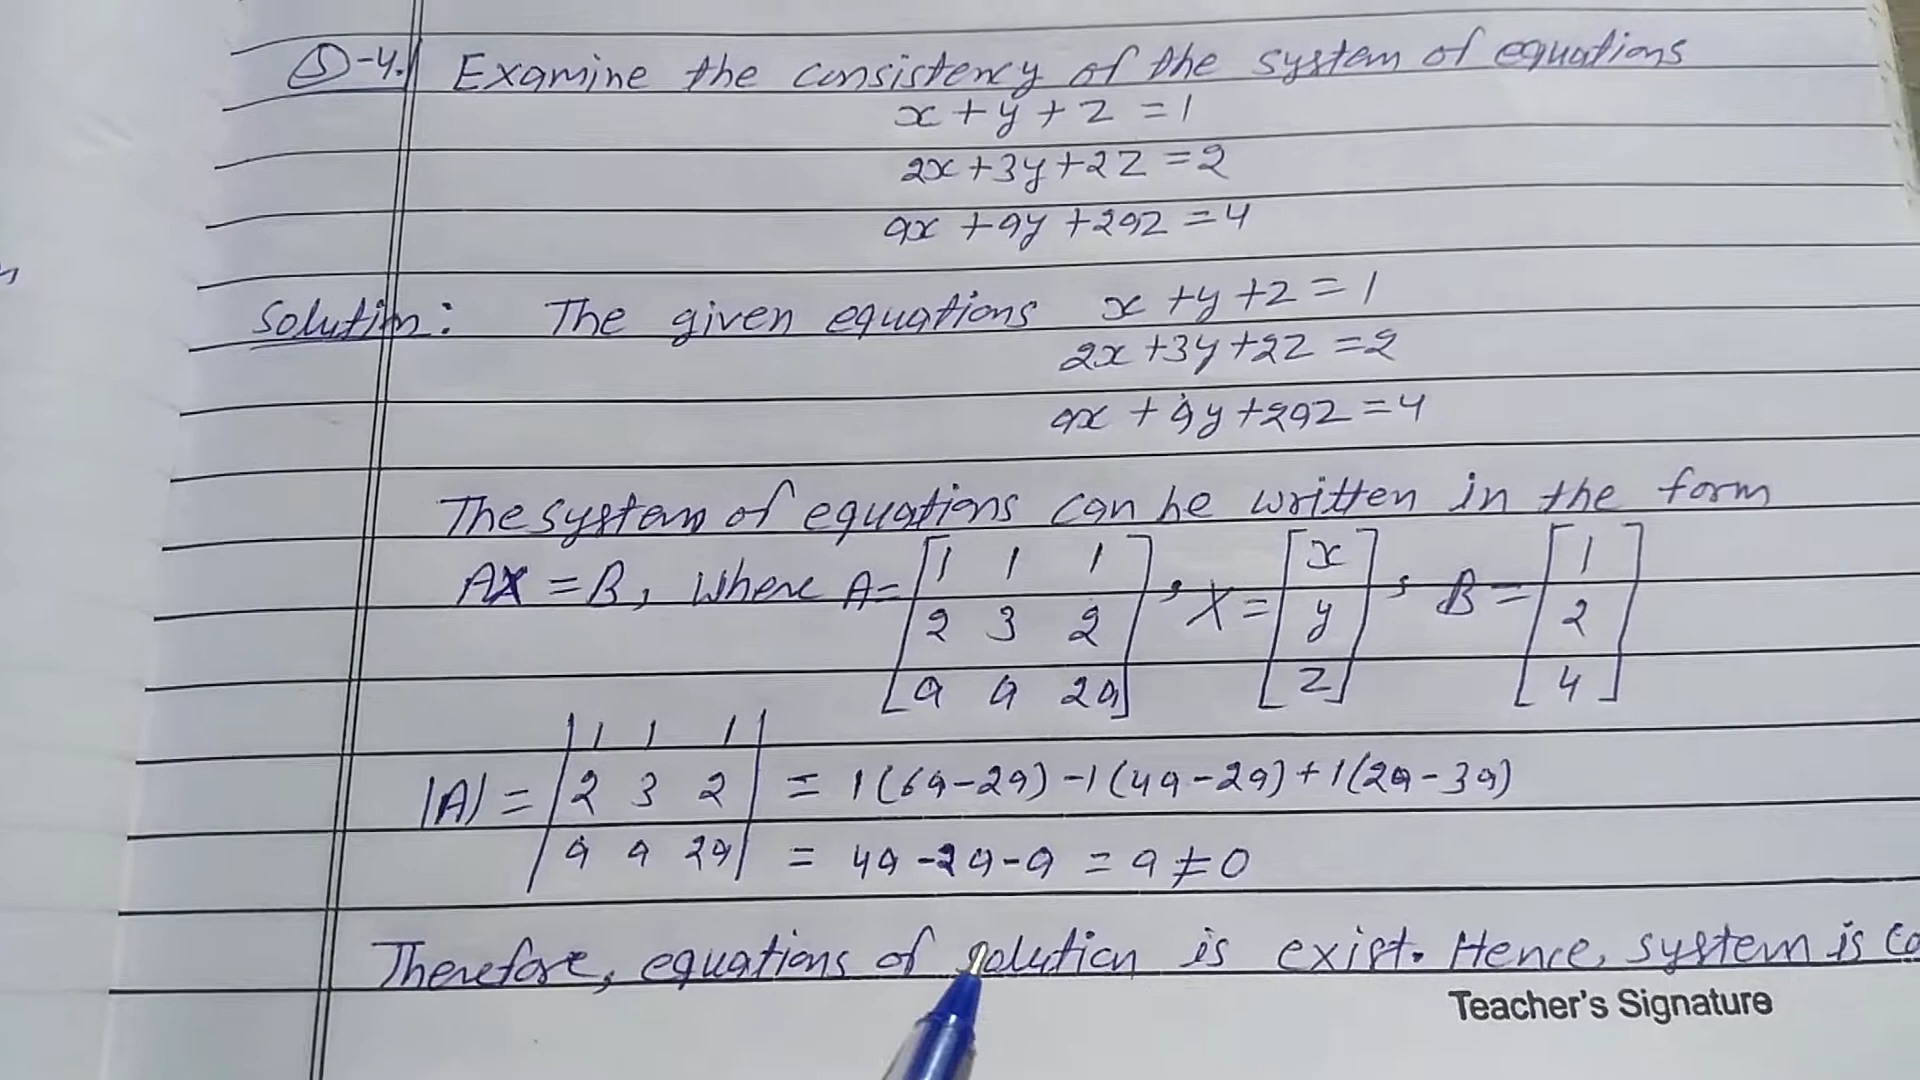 Q-4. Examine the consistency of the system of equations
x + y + z = 1
2x + 3y + 2z = 2
ax + ay + 2az = 4
Solution: The given equations x + y + z = 1
2x + 3y + 2z = 2
ax + ay + 2az = 4
The system of equations can be written in the form
AX = B, where A = [1 1 1; 2 3 2; a a 2a], X = [x; y; z], B = [1; 2; 4]
|A| = |1 1 1; 2 3 2; a a 2a| = 1(6a - 2a) - 1(4a - 2a) + 1(2a - 3a)
= 4a - 2a - a = a ≠ 0
Therefore, equations of solution is exist. Hence, system is
Teacher's Signature